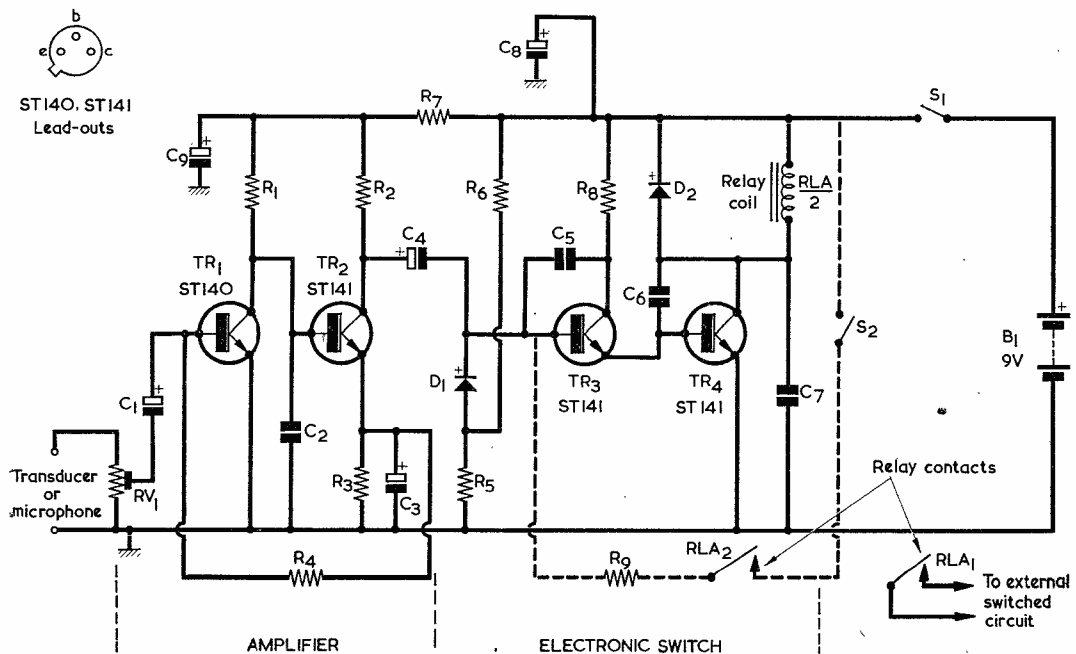 b
e c
ST140, ST141
Lead-outs
C8 +
R7
S1
C9 +
R1
R2
R6
R8
+ D2
Relay
coil
RLA
2
C4
+
C5
TR1
ST140
TR2
ST141
C6
S2
B1
9V
+
D1 +
TR3
ST141
TR4
ST141
C7
C1 +
C2
Transducer
or
microphone
RV1
R3
+
C3
R5
Relay contacts
R4
R9
RLA2
RLA1
To external
switched
circuit
AMPLIFIER
ELECTRONIC SWITCH